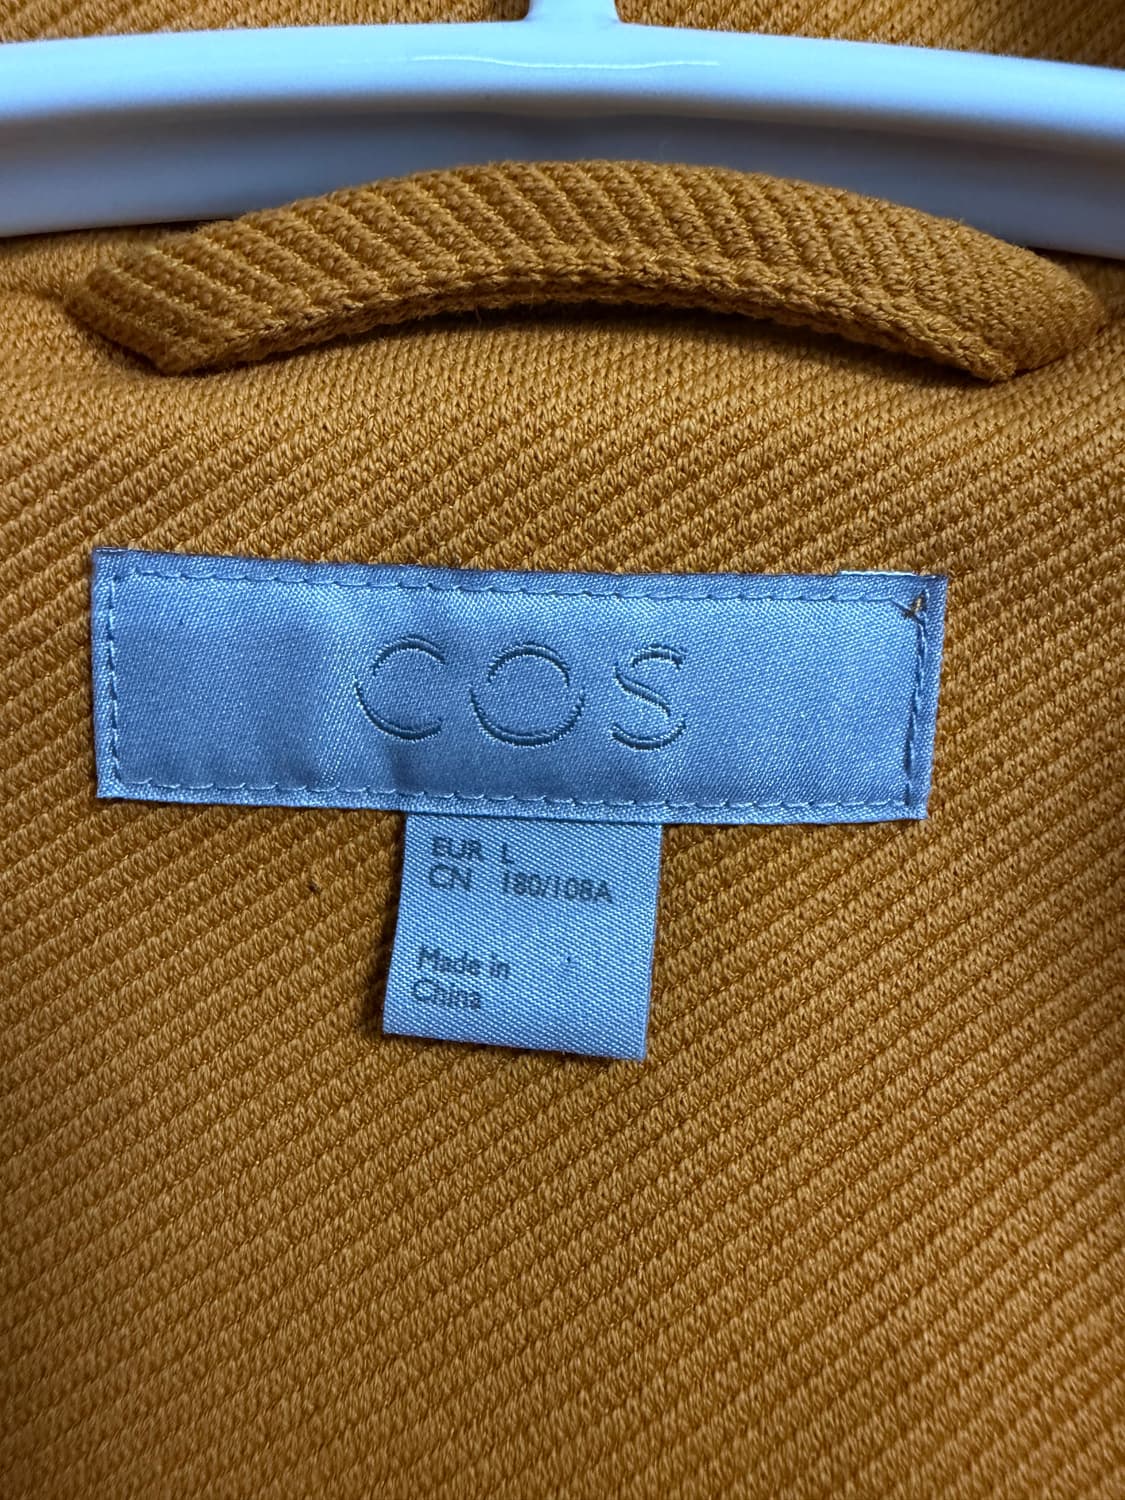 COS
EUR L
CN 180/108A
Made in
China